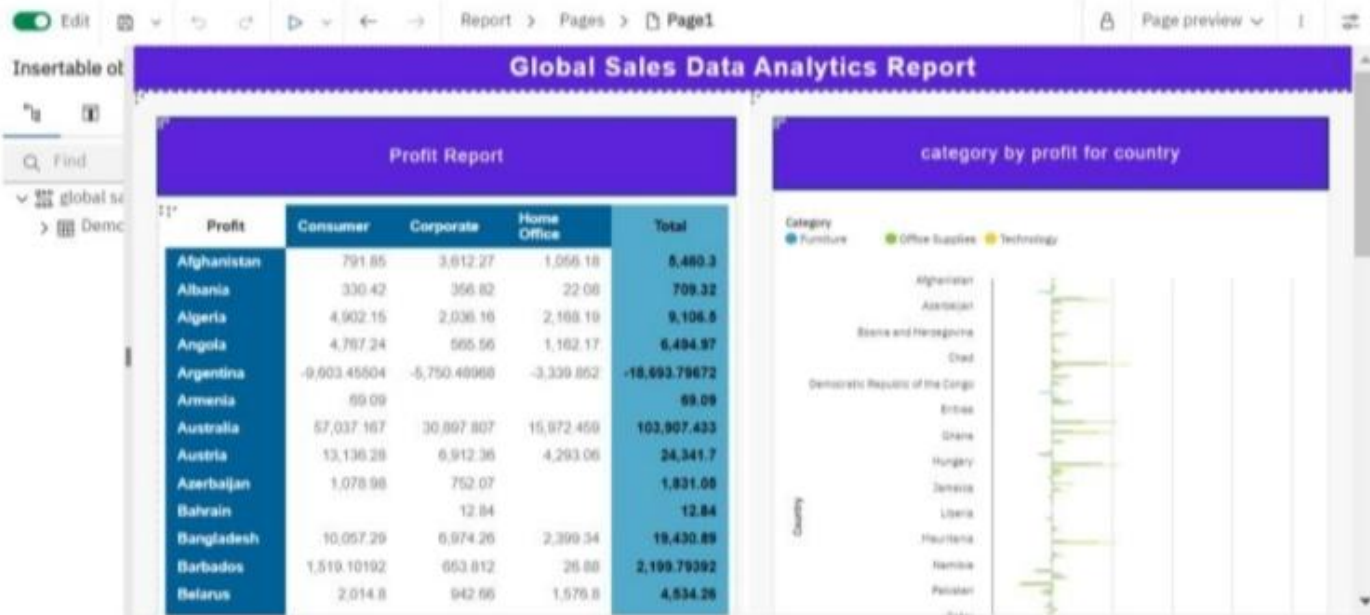 Edit Report > Pages > Page1 Page preview
Insertable ob
Global Sales Data Analytics Report
Find
global sa
Demo
Profit Report
Profit Consumer Corporate Home Office Total
Afghanistan 791.85 3,612.27 1,056.18 5,460.3
Albania 330.42 356.82 22.08 709.32
Algeria 4,902.15 2,036.16 2,168.19 9,106.5
Angola 4,767.24 565.56 1,162.17 6,494.97
Argentina -9,603.45504 -5,750.48968 -3,339.852 -18,693.79672
Armenia 69.09 69.09
Australia 57,037.167 30,897.807 15,972.459 103,907.433
Austria 13,136.28 6,912.36 4,293.06 24,341.7
Azerbaijan 1,078.98 752.07 1,831.05
Bahrain 12.84 12.84
Bangladesh 10,057.29 6,974.26 2,399.34 19,430.89
Barbados 1,519.10192 653.812 26.88 2,199.79392
Belarus 2,014.8 942.66 1,576.8 4,534.26
category by profit for country
Category
Furniture Office Supplies Technology
Country
Afghanistan
Azerbaijan
Bosnia and Herzegovina
Chad
Democratic Republic of the Congo
Eritrea
Ghana
Hungary
Jamaica
Liberia
Mauritania
Namibia
Pakistan